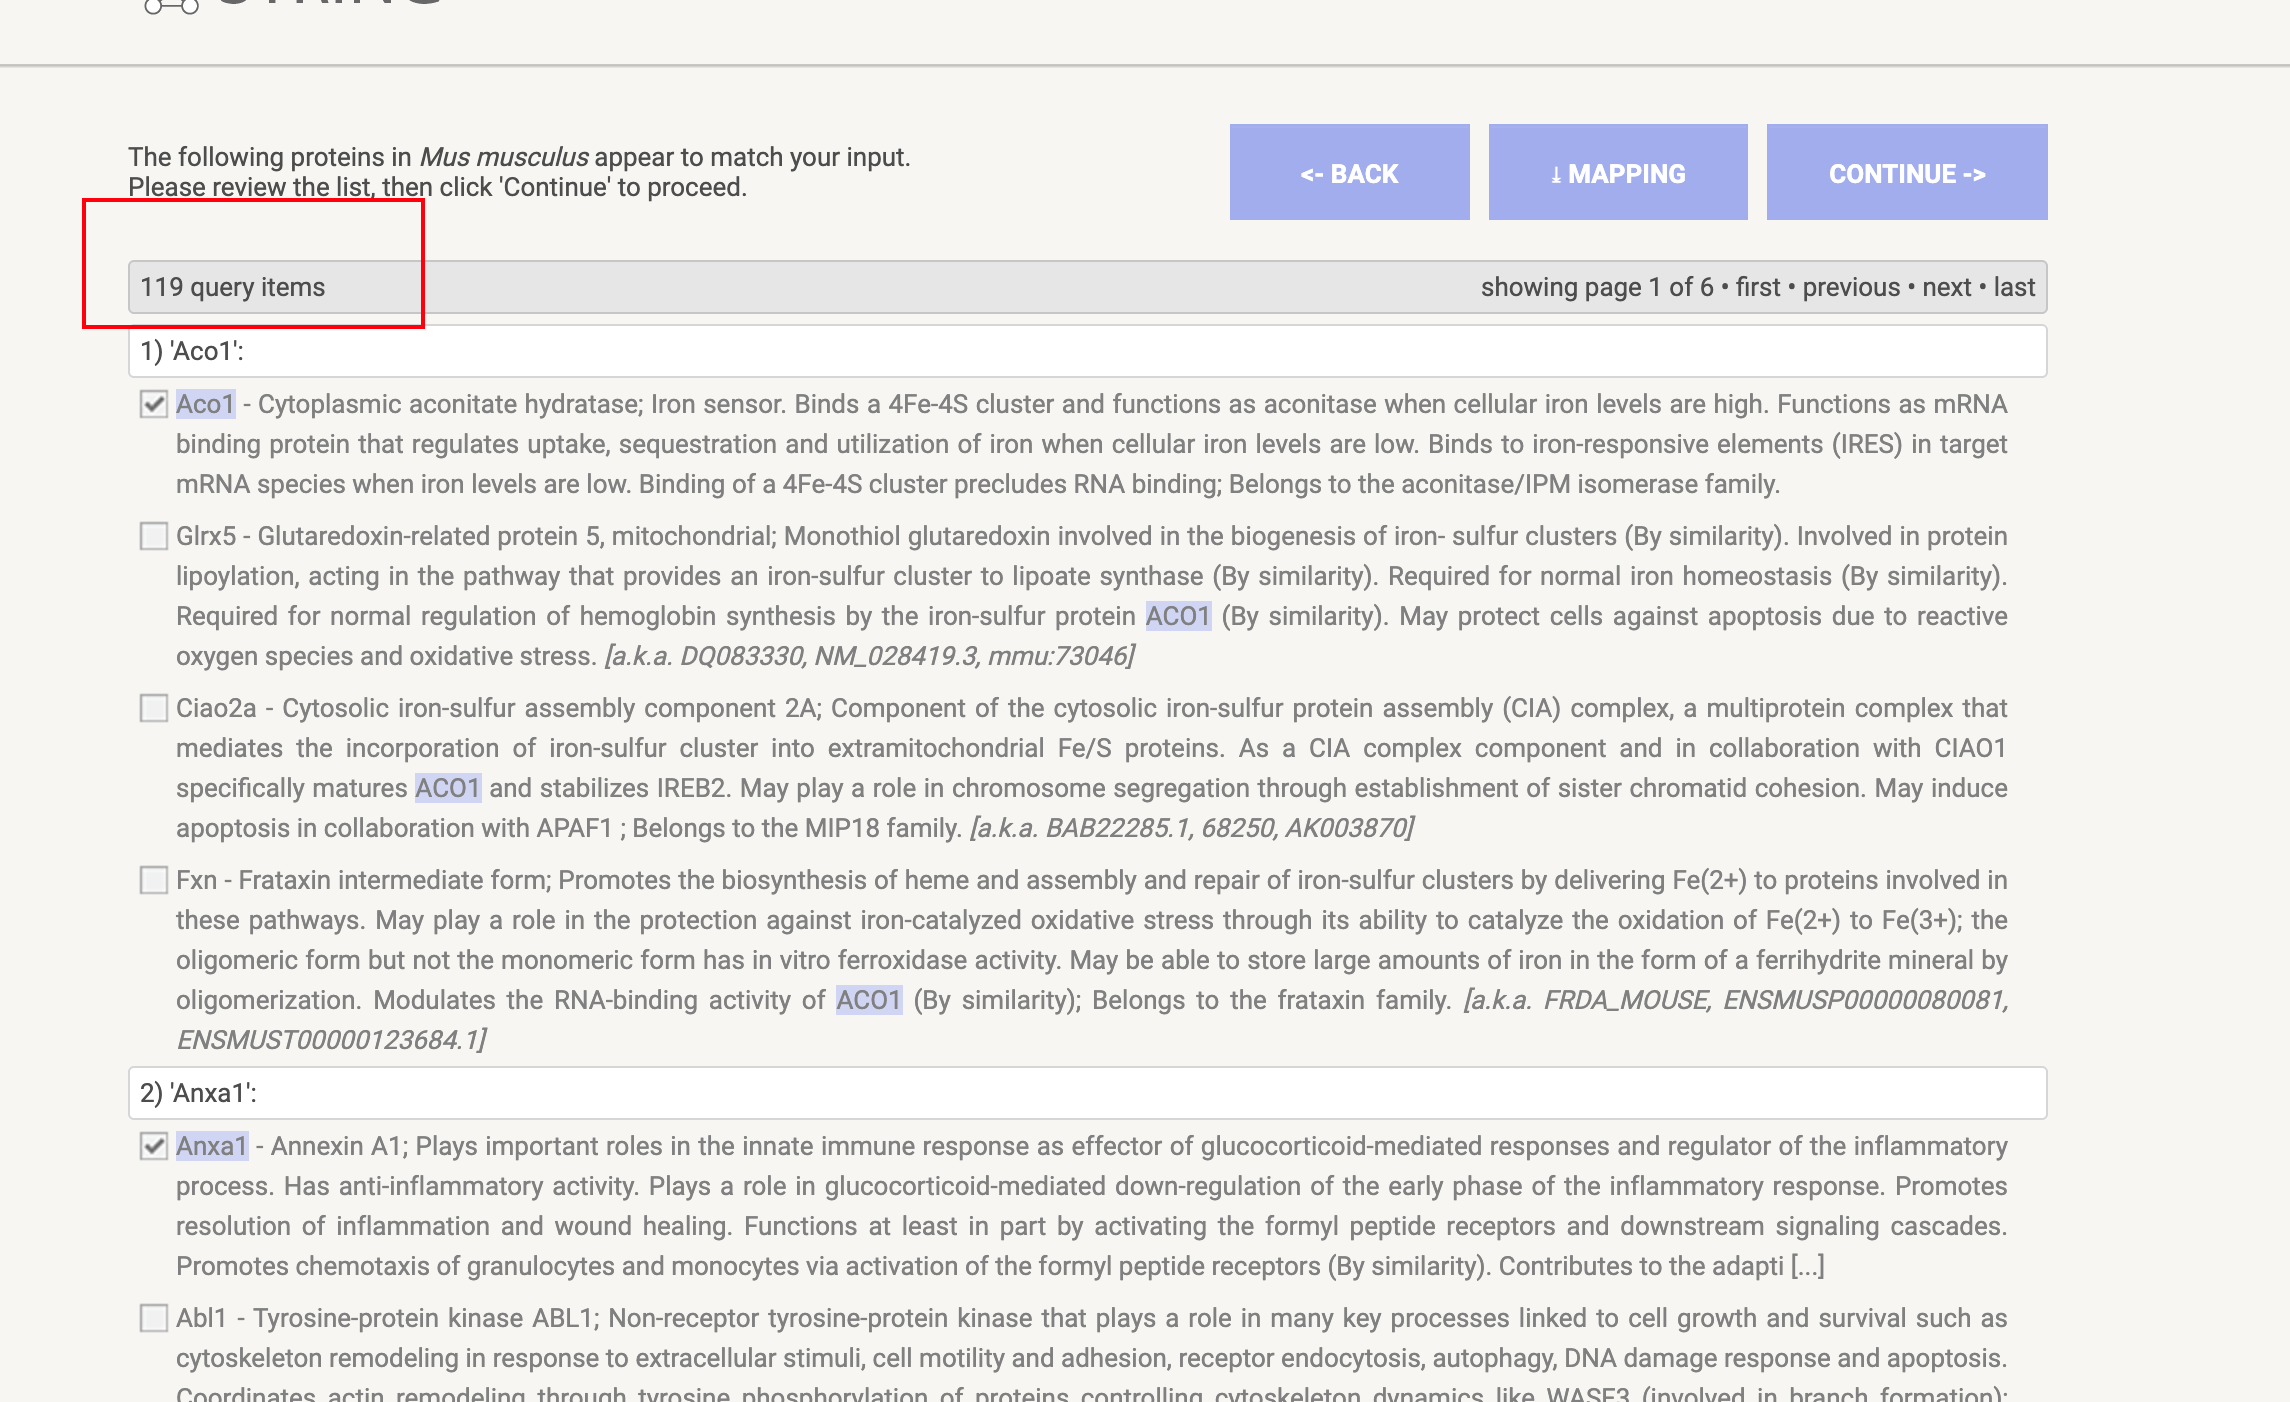 STRING
The following proteins in Mus musculus appear to match your input.
Please review the list, then click 'Continue' to proceed.
<- BACK
⤓ MAPPING
CONTINUE ->
119 query items
showing page 1 of 6 • first • previous • next • last
1) 'Aco1':
Aco1 - Cytoplasmic aconitate hydratase; Iron sensor. Binds a 4Fe-4S cluster and functions as aconitase when cellular iron levels are high. Functions as mRNA
binding protein that regulates uptake, sequestration and utilization of iron when cellular iron levels are low. Binds to iron-responsive elements (IRES) in target
mRNA species when iron levels are low. Binding of a 4Fe-4S cluster precludes RNA binding; Belongs to the aconitase/IPM isomerase family.
Glrx5 - Glutaredoxin-related protein 5, mitochondrial; Monothiol glutaredoxin involved in the biogenesis of iron- sulfur clusters (By similarity). Involved in protein
lipoylation, acting in the pathway that provides an iron-sulfur cluster to lipoate synthase (By similarity). Required for normal iron homeostasis (By similarity).
Required for normal regulation of hemoglobin synthesis by the iron-sulfur protein ACO1 (By similarity). May protect cells against apoptosis due to reactive
oxygen species and oxidative stress. [a.k.a. DQ083330, NM_028419.3, mmu:73046]
Ciao2a - Cytosolic iron-sulfur assembly component 2A; Component of the cytosolic iron-sulfur protein assembly (CIA) complex, a multiprotein complex that
mediates the incorporation of iron-sulfur cluster into extramitochondrial Fe/S proteins. As a CIA complex component and in collaboration with CIAO1
specifically matures ACO1 and stabilizes IREB2. May play a role in chromosome segregation through establishment of sister chromatid cohesion. May induce
apoptosis in collaboration with APAF1 ; Belongs to the MIP18 family. [a.k.a. BAB22285.1, 68250, AK003870]
Fxn - Frataxin intermediate form; Promotes the biosynthesis of heme and assembly and repair of iron-sulfur clusters by delivering Fe(2+) to proteins involved in
these pathways. May play a role in the protection against iron-catalyzed oxidative stress through its ability to catalyze the oxidation of Fe(2+) to Fe(3+); the
oligomeric form but not the monomeric form has in vitro ferroxidase activity. May be able to store large amounts of iron in the form of a ferrihydrite mineral by
oligomerization. Modulates the RNA-binding activity of ACO1 (By similarity); Belongs to the frataxin family. [a.k.a. FRDA_MOUSE, ENSMUSP00000080081,
ENSMUST00000123684.1]
2) 'Anxa1':
Anxa1 - Annexin A1; Plays important roles in the innate immune response as effector of glucocorticoid-mediated responses and regulator of the inflammatory
process. Has anti-inflammatory activity. Plays a role in glucocorticoid-mediated down-regulation of the early phase of the inflammatory response. Promotes
resolution of inflammation and wound healing. Functions at least in part by activating the formyl peptide receptors and downstream signaling cascades.
Promotes chemotaxis of granulocytes and monocytes via activation of the formyl peptide receptors (By similarity). Contributes to the adapti [...]
Abl1 - Tyrosine-protein kinase ABL1; Non-receptor tyrosine-protein kinase that plays a role in many key processes linked to cell growth and survival such as
cytoskeleton remodeling in response to extracellular stimuli, cell motility and adhesion, receptor endocytosis, autophagy, DNA damage response and apoptosis.
Coordinates actin remodeling through tyrosine phosphorylation of proteins controlling cytoskeleton dynamics like WASF3 (involved in branch formation);